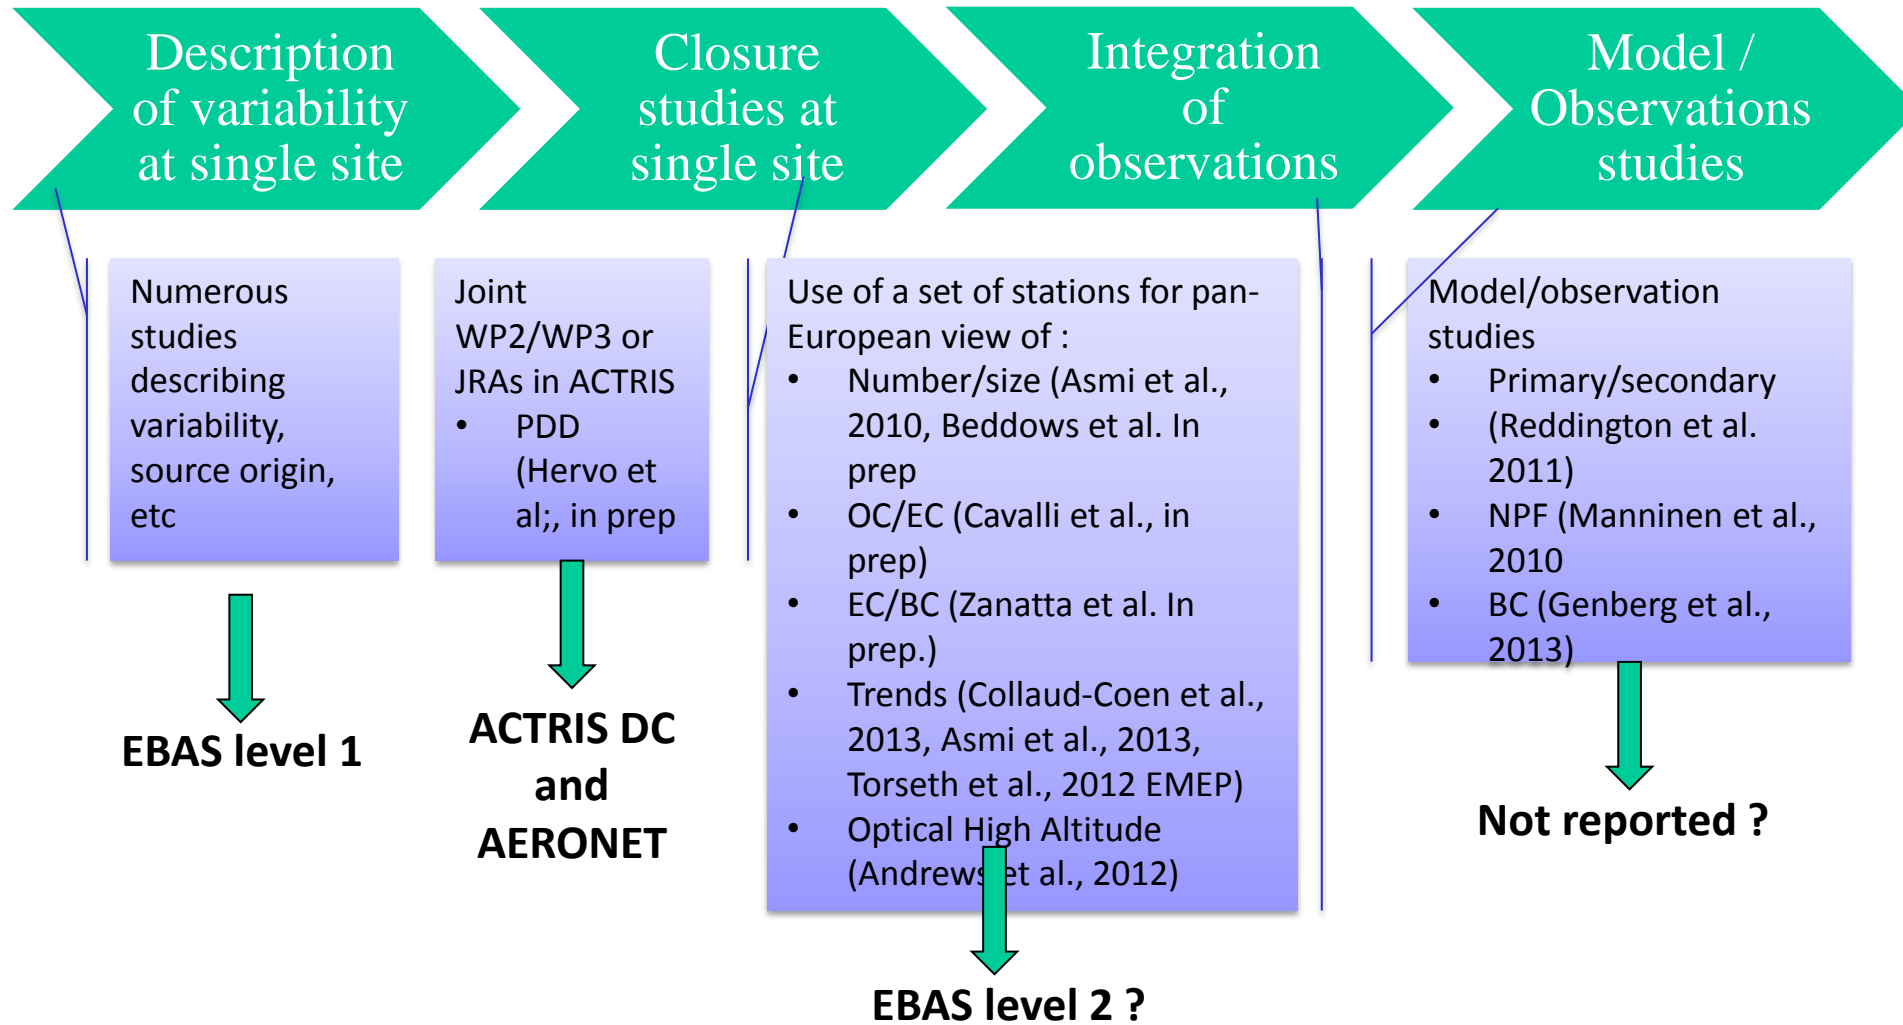 Description
of variability
at single site
Closure
studies at
single site
Integration
of
observations
Model /
Observations
studies
Numerous
studies
describing
variability,
source origin,
etc
Joint
WP2/WP3 or
JRAs in ACTRIS
• PDD
(Hervo et
al;, in prep
Use of a set of stations for pan-
European view of :
• Number/size (Asmi et al.,
2010, Beddows et al. In
prep
• OC/EC (Cavalli et al., in
prep)
• EC/BC (Zanatta et al. In
prep.)
• Trends (Collaud-Coen et al.,
2013, Asmi et al., 2013,
Torseth et al., 2012 EMEP)
• Optical High Altitude
(Andrews et al., 2012)
Model/observation
studies
• Primary/secondary
• (Reddington et al.
2011)
• NPF (Manninen et al.,
2010
• BC (Genberg et al.,
2013)
EBAS level 1
ACTRIS DC
and
AERONET
EBAS level 2 ?
Not reported ?